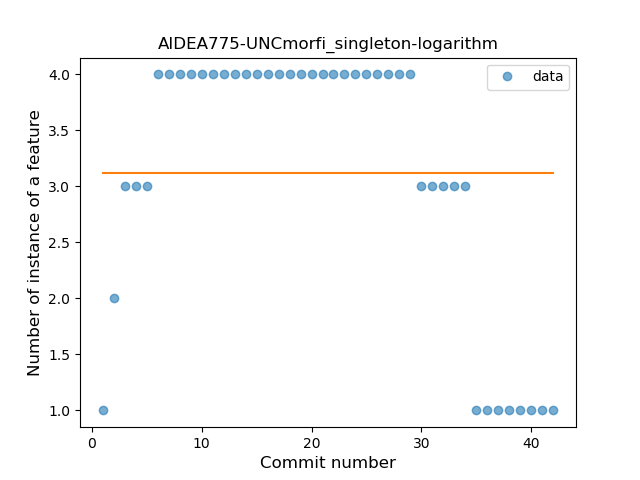 AIDEA775-UNCmorfi_singleton-logarithm
data
Number of instance of a feature
4.0
3.5
3.0
2.5
2.0
1.5
1.0
0 10 20 30 40
Commit number